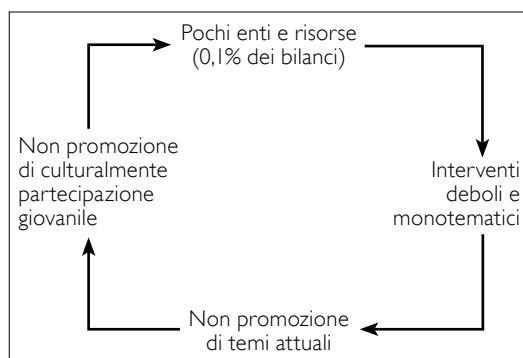 Pochi enti e risorse
(0,1% dei bilanci)
Interventi
deboli e
monotematici
Non promozione
di temi attuali
Non promozione
di culturalmente
partecipazione
giovanile